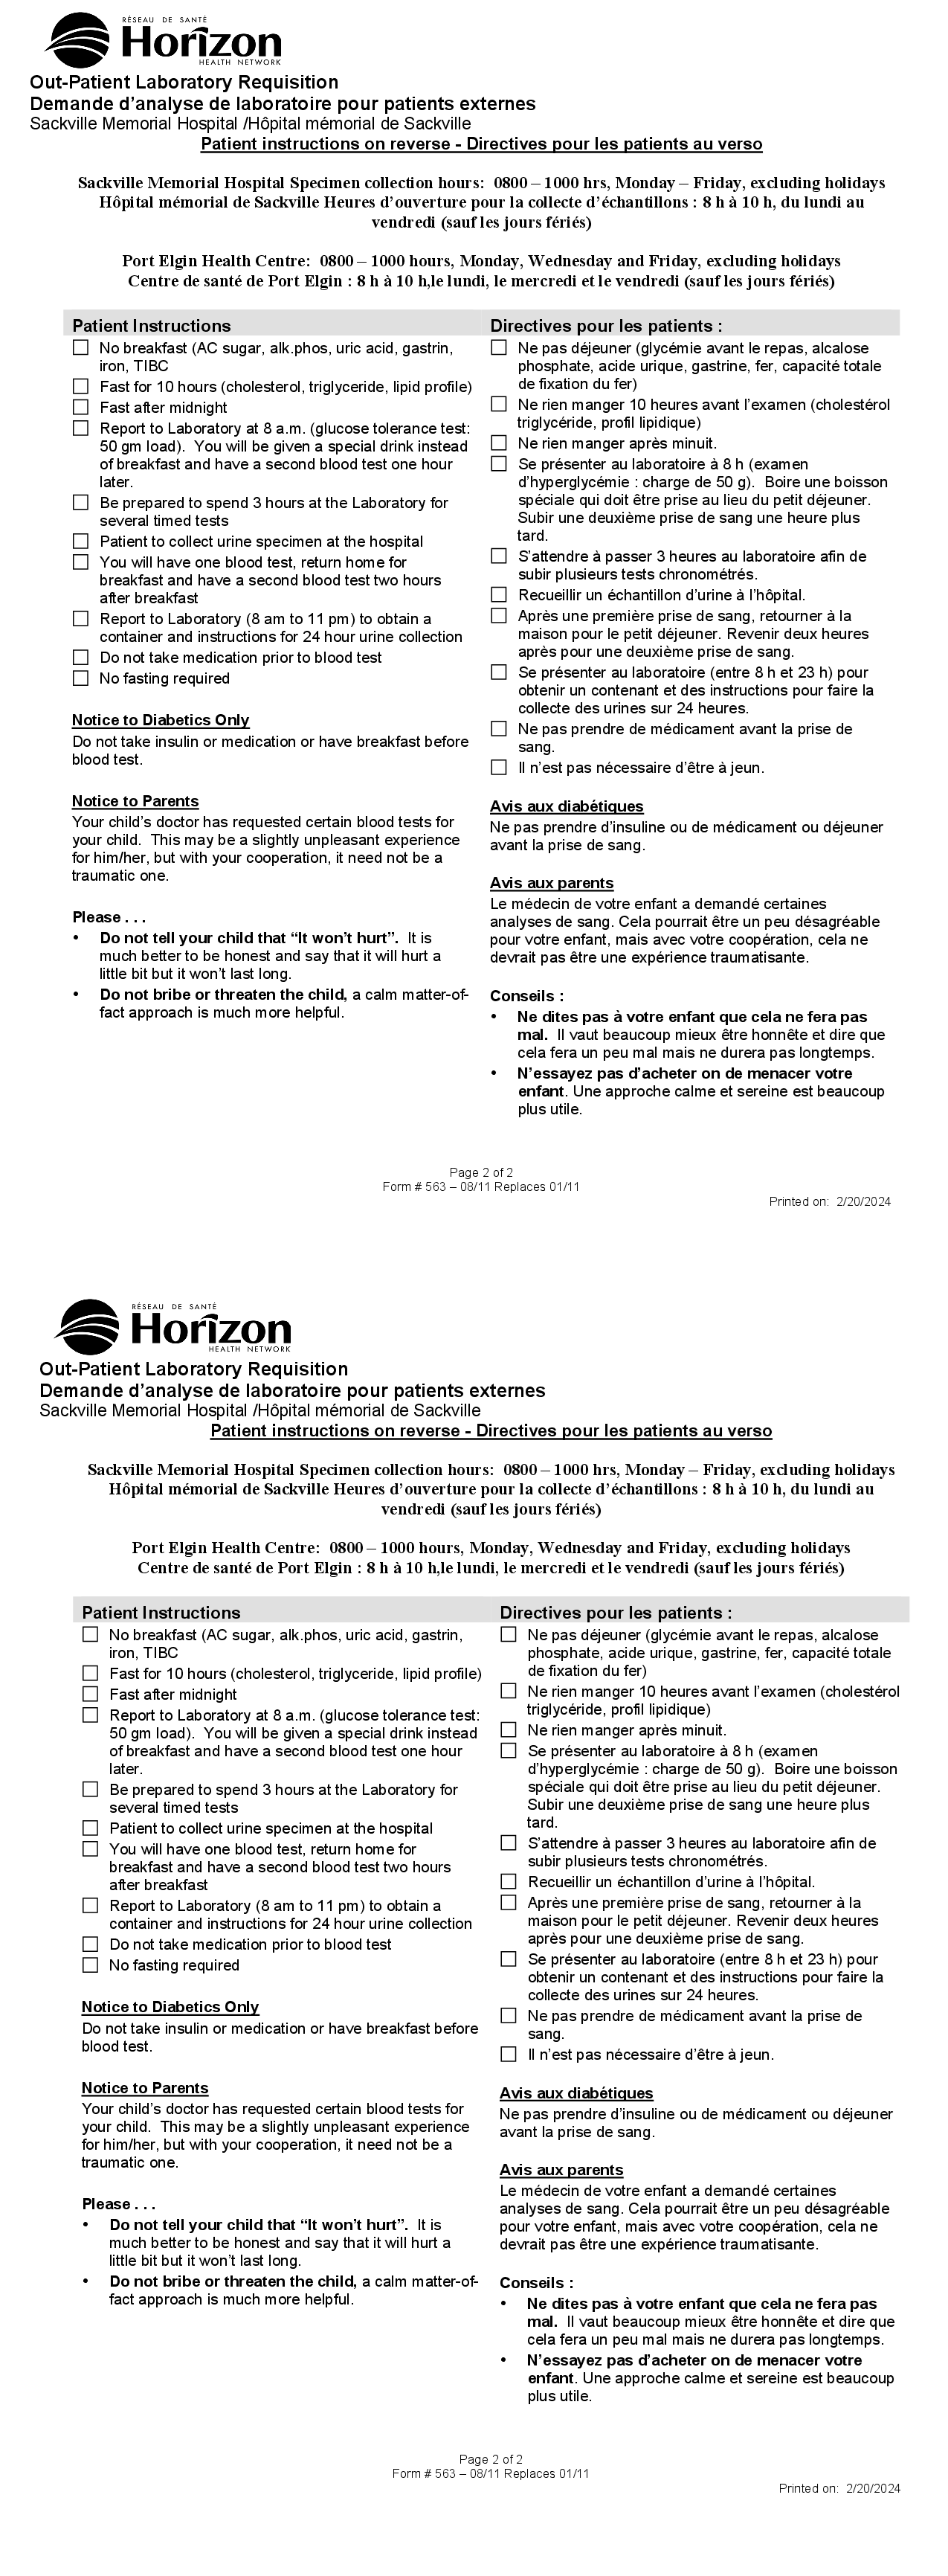 RÉSEAU DE SANTÉ
Horizon
HEALTH NETWORK
Out-Patient Laboratory Requisition
Demande d’analyse de laboratoire pour patients externes
Sackville Memorial Hospital /Hôpital mémorial de Sackville
Patient instructions on reverse - Directives pour les patients au verso
Sackville Memorial Hospital Specimen collection hours:  0800 – 1000 hrs, Monday – Friday, excluding holidays
Hôpital mémorial de Sackville Heures d’ouverture pour la collecte d’échantillons : 8 h à 10 h, du lundi au
vendredi (sauf les jours fériés)
Port Elgin Health Centre:  0800 – 1000 hours, Monday, Wednesday and Friday, excluding holidays
Centre de santé de Port Elgin : 8 h à 10 h,le lundi, le mercredi et le vendredi (sauf les jours fériés)
Patient Instructions
No breakfast (AC sugar, alk.phos, uric acid, gastrin,
iron, TIBC
Fast for 10 hours (cholesterol, triglyceride, lipid profile)
Fast after midnight
Report to Laboratory at 8 a.m. (glucose tolerance test:
50 gm load).  You will be given a special drink instead
of breakfast and have a second blood test one hour
later.
Be prepared to spend 3 hours at the Laboratory for
several timed tests
Patient to collect urine specimen at the hospital
You will have one blood test, return home for
breakfast and have a second blood test two hours
after breakfast
Report to Laboratory (8 am to 11 pm) to obtain a
container and instructions for 24 hour urine collection
Do not take medication prior to blood test
No fasting required
Notice to Diabetics Only
Do not take insulin or medication or have breakfast before
blood test.
Notice to Parents
Your child’s doctor has requested certain blood tests for
your child.  This may be a slightly unpleasant experience
for him/her, but with your cooperation, it need not be a
traumatic one.
Please . . .
• Do not tell your child that “It won’t hurt”.  It is
much better to be honest and say that it will hurt a
little bit but it won’t last long.
• Do not bribe or threaten the child, a calm matter-of-
fact approach is much more helpful.
Directives pour les patients :
Ne pas déjeuner (glycémie avant le repas, alcalose
phosphate, acide urique, gastrine, fer, capacité totale
de fixation du fer)
Ne rien manger 10 heures avant l’examen (cholestérol
triglycéride, profil lipidique)
Ne rien manger après minuit.
Se présenter au laboratoire à 8 h (examen
d’hyperglycémie : charge de 50 g).  Boire une boisson
spéciale qui doit être prise au lieu du petit déjeuner.
Subir une deuxième prise de sang une heure plus
tard.
S’attendre à passer 3 heures au laboratoire afin de
subir plusieurs tests chronométrés.
Recueillir un échantillon d’urine à l’hôpital.
Après une première prise de sang, retourner à la
maison pour le petit déjeuner. Revenir deux heures
après pour une deuxième prise de sang.
Se présenter au laboratoire (entre 8 h et 23 h) pour
obtenir un contenant et des instructions pour faire la
collecte des urines sur 24 heures.
Ne pas prendre de médicament avant la prise de
sang.
Il n’est pas nécessaire d’être à jeun.
Avis aux diabétiques
Ne pas prendre d’insuline ou de médicament ou déjeuner
avant la prise de sang.
Avis aux parents
Le médecin de votre enfant a demandé certaines
analyses de sang. Cela pourrait être un peu désagréable
pour votre enfant, mais avec votre coopération, cela ne
devrait pas être une expérience traumatisante.
Conseils :
• Ne dites pas à votre enfant que cela ne fera pas
mal.  Il vaut beaucoup mieux être honnête et dire que
cela fera un peu mal mais ne durera pas longtemps.
• N’essayez pas d’acheter on de menacer votre
enfant. Une approche calme et sereine est beaucoup
plus utile.
Page 2 of 2
Form # 563 – 08/11 Replaces 01/11
Printed on:  2/20/2024
RÉSEAU DE SANTÉ
Horizon
HEALTH NETWORK
Out-Patient Laboratory Requisition
Demande d’analyse de laboratoire pour patients externes
Sackville Memorial Hospital /Hôpital mémorial de Sackville
Patient instructions on reverse - Directives pour les patients au verso
Sackville Memorial Hospital Specimen collection hours:  0800 – 1000 hrs, Monday – Friday, excluding holidays
Hôpital mémorial de Sackville Heures d’ouverture pour la collecte d’échantillons : 8 h à 10 h, du lundi au
vendredi (sauf les jours fériés)
Port Elgin Health Centre:  0800 – 1000 hours, Monday, Wednesday and Friday, excluding holidays
Centre de santé de Port Elgin : 8 h à 10 h,le lundi, le mercredi et le vendredi (sauf les jours fériés)
Patient Instructions
No breakfast (AC sugar, alk.phos, uric acid, gastrin,
iron, TIBC
Fast for 10 hours (cholesterol, triglyceride, lipid profile)
Fast after midnight
Report to Laboratory at 8 a.m. (glucose tolerance test:
50 gm load).  You will be given a special drink instead
of breakfast and have a second blood test one hour
later.
Be prepared to spend 3 hours at the Laboratory for
several timed tests
Patient to collect urine specimen at the hospital
You will have one blood test, return home for
breakfast and have a second blood test two hours
after breakfast
Report to Laboratory (8 am to 11 pm) to obtain a
container and instructions for 24 hour urine collection
Do not take medication prior to blood test
No fasting required
Notice to Diabetics Only
Do not take insulin or medication or have breakfast before
blood test.
Notice to Parents
Your child’s doctor has requested certain blood tests for
your child.  This may be a slightly unpleasant experience
for him/her, but with your cooperation, it need not be a
traumatic one.
Please . . .
• Do not tell your child that “It won’t hurt”.  It is
much better to be honest and say that it will hurt a
little bit but it won’t last long.
• Do not bribe or threaten the child, a calm matter-of-
fact approach is much more helpful.
Directives pour les patients :
Ne pas déjeuner (glycémie avant le repas, alcalose
phosphate, acide urique, gastrine, fer, capacité totale
de fixation du fer)
Ne rien manger 10 heures avant l’examen (cholestérol
triglycéride, profil lipidique)
Ne rien manger après minuit.
Se présenter au laboratoire à 8 h (examen
d’hyperglycémie : charge de 50 g).  Boire une boisson
spéciale qui doit être prise au lieu du petit déjeuner.
Subir une deuxième prise de sang une heure plus
tard.
S’attendre à passer 3 heures au laboratoire afin de
subir plusieurs tests chronométrés.
Recueillir un échantillon d’urine à l’hôpital.
Après une première prise de sang, retourner à la
maison pour le petit déjeuner. Revenir deux heures
après pour une deuxième prise de sang.
Se présenter au laboratoire (entre 8 h et 23 h) pour
obtenir un contenant et des instructions pour faire la
collecte des urines sur 24 heures.
Ne pas prendre de médicament avant la prise de
sang.
Il n’est pas nécessaire d’être à jeun.
Avis aux diabétiques
Ne pas prendre d’insuline ou de médicament ou déjeuner
avant la prise de sang.
Avis aux parents
Le médecin de votre enfant a demandé certaines
analyses de sang. Cela pourrait être un peu désagréable
pour votre enfant, mais avec votre coopération, cela ne
devrait pas être une expérience traumatisante.
Conseils :
• Ne dites pas à votre enfant que cela ne fera pas
mal.  Il vaut beaucoup mieux être honnête et dire que
cela fera un peu mal mais ne durera pas longtemps.
• N’essayez pas d’acheter on de menacer votre
enfant. Une approche calme et sereine est beaucoup
plus utile.
Page 2 of 2
Form # 563 – 08/11 Replaces 01/11
Printed on:  2/20/2024